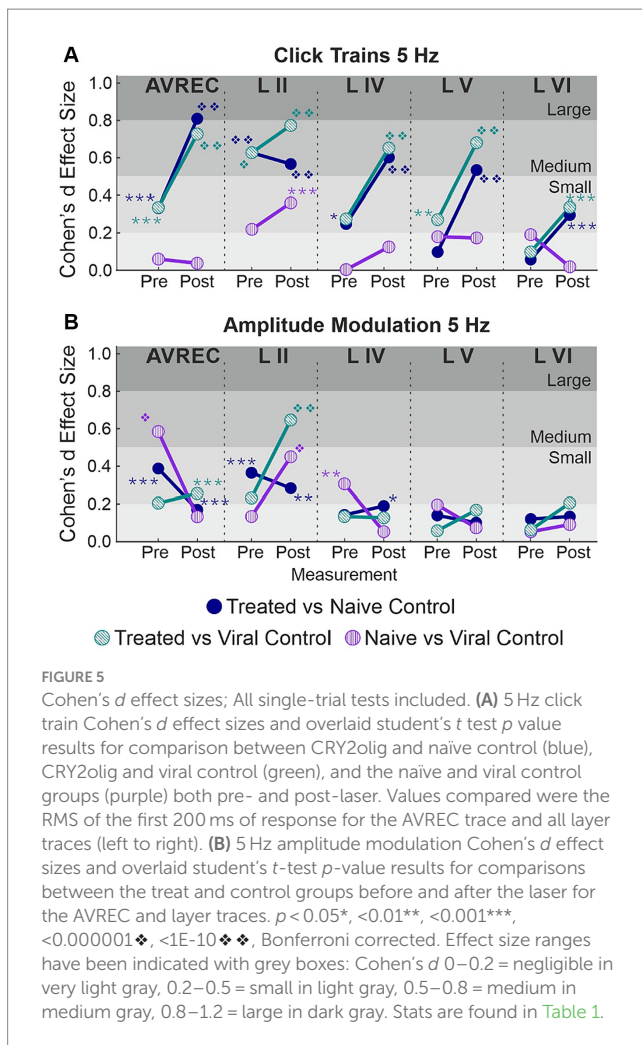 A
Click Trains 5 Hz
AVREC L II L IV L V L VI
Large
Medium
Small
Cohen's d Effect Size
1.0
0.8
0.6
0.4
0.2
0.0
*** *** ❖❖ ❖❖
❖❖ ❖ ❖❖ ❖❖ ***
* ❖❖ ❖❖
** ❖❖ ❖❖
*** ***
Pre Post Pre Post Pre Post Pre Post Pre Post
B
Amplitude Modulation 5 Hz
AVREC L II L IV L V L VI
Large
Medium
Small
Cohen's d Effect Size
1.0
0.8
0.6
0.4
0.2
0.0
❖ *** *** ***
*** ❖❖ ❖ **
** *
Pre Post Pre Post Pre Post Pre Post Pre Post
Measurement
Treated vs Naive Control
Treated vs Viral Control Naive vs Viral Control
FIGURE 5
Cohen's d effect sizes; All single-trial tests included. (A) 5 Hz click
train Cohen's d effect sizes and overlaid student's t test p value
results for comparison between CRY2olig and naïve control (blue),
CRY2olig and viral control (green), and the naïve and viral control
groups (purple) both pre- and post-laser. Values compared were the
RMS of the first 200 ms of response for the AVREC trace and all layer
traces (left to right). (B) 5 Hz amplitude modulation Cohen's d effect
sizes and overlaid student's t-test p-value results for comparisons
between the treat and control groups before and after the laser for
the AVREC and layer traces. p < 0.05*, <0.01**, <0.001***,
<0.000001❖, <1E-10❖❖, Bonferroni corrected. Effect size ranges
have been indicated with grey boxes: Cohen's d 0–0.2 = negligible in
very light gray, 0.2–0.5 = small in light gray, 0.5–0.8 = medium in
medium gray, 0.8–1.2 = large in dark gray. Stats are found in Table 1.